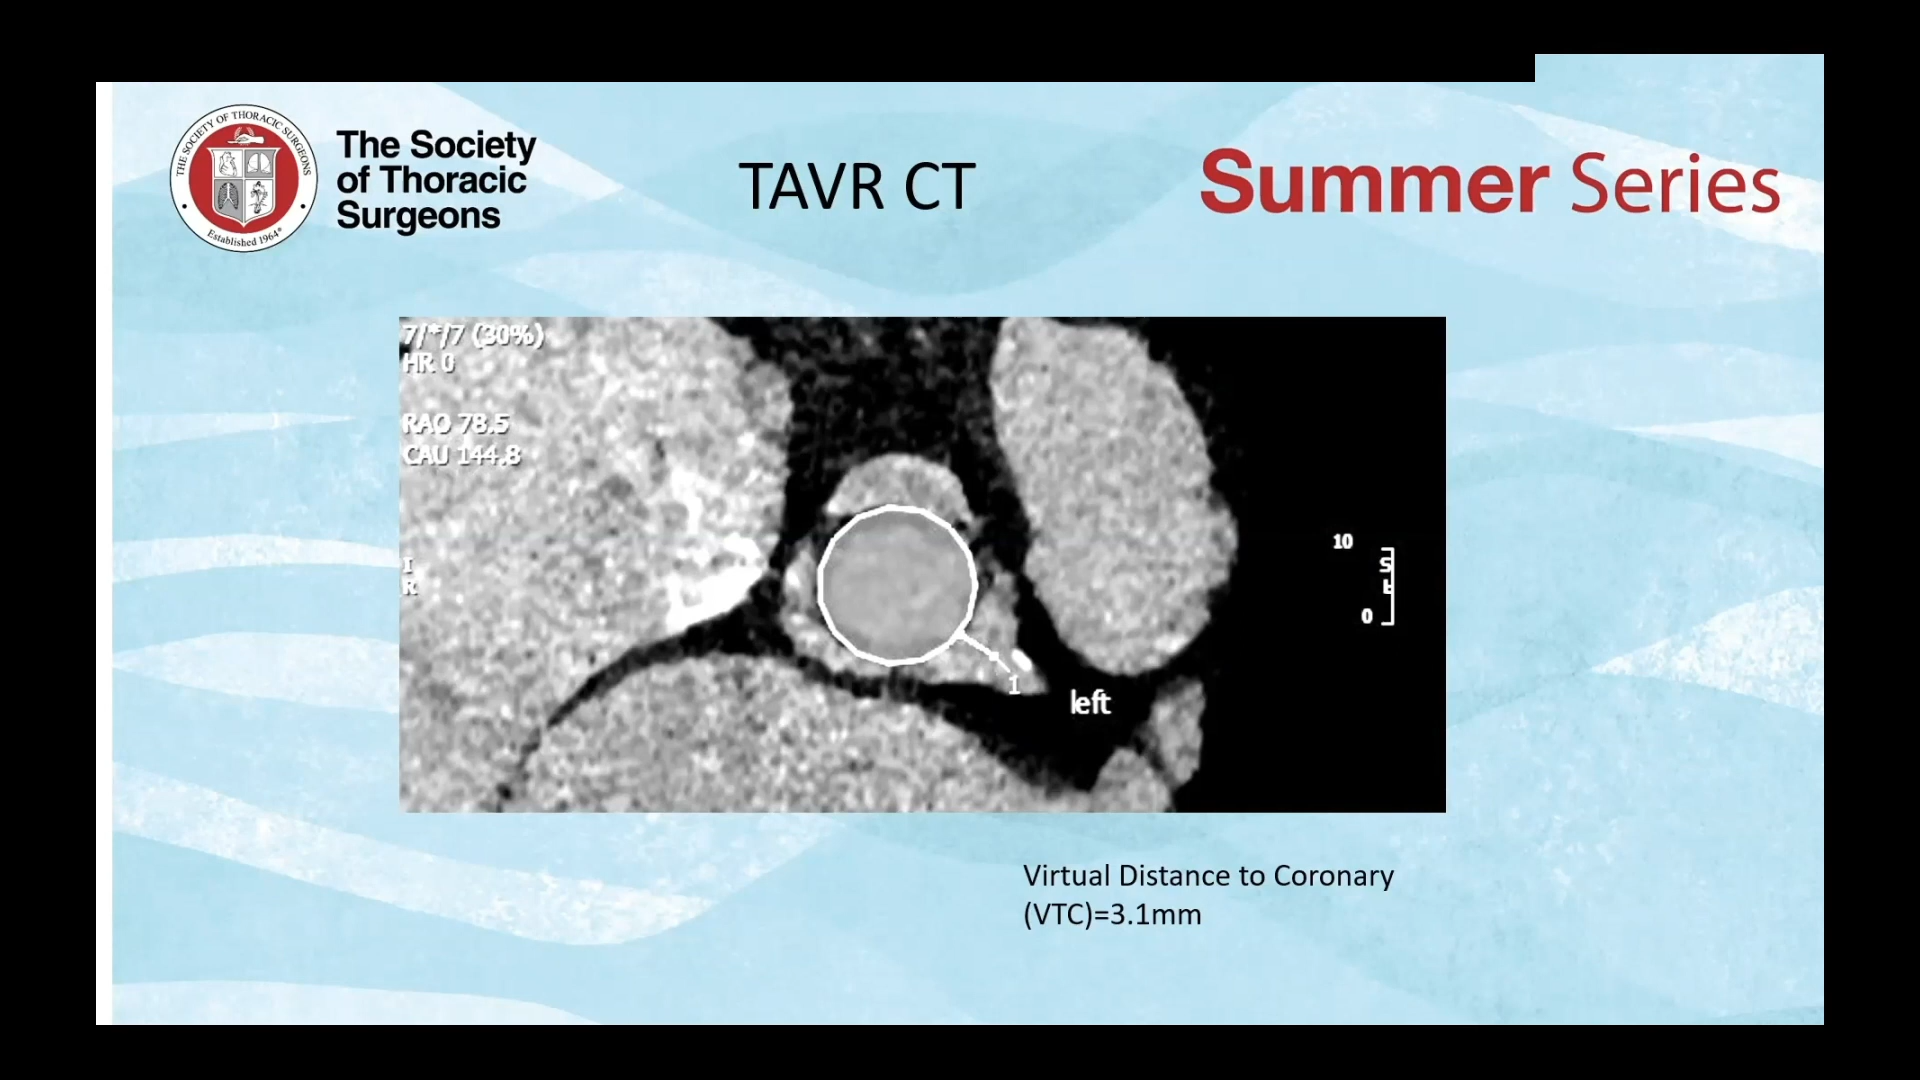 THE SOCIETY OF THORACIC SURGEONS
Established 1964
The Society
of Thoracic
Surgeons
TAVR CT
Summer Series
7/*/7 (30%)
HR 0
RAO 78.5
CAU 144.8
I
R
10
S
L
0
1
left
Virtual Distance to Coronary
(VTC)=3.1mm